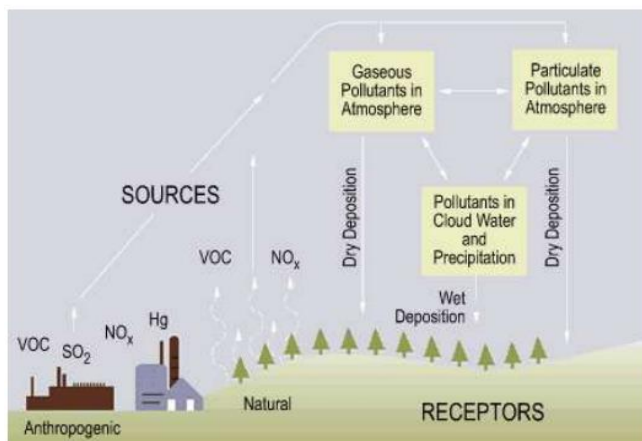 Gaseous
Pollutants in
Atmosphere
Particulate
Pollutants in
Atmosphere
SOURCES
Dry Deposition
Pollutants in
Cloud Water
and
Precipitation
Dry Deposition
VOC
NOx
Wet
Deposition
VOC
SO2
NOx
Hg
Anthropogenic
Natural
RECEPTORS